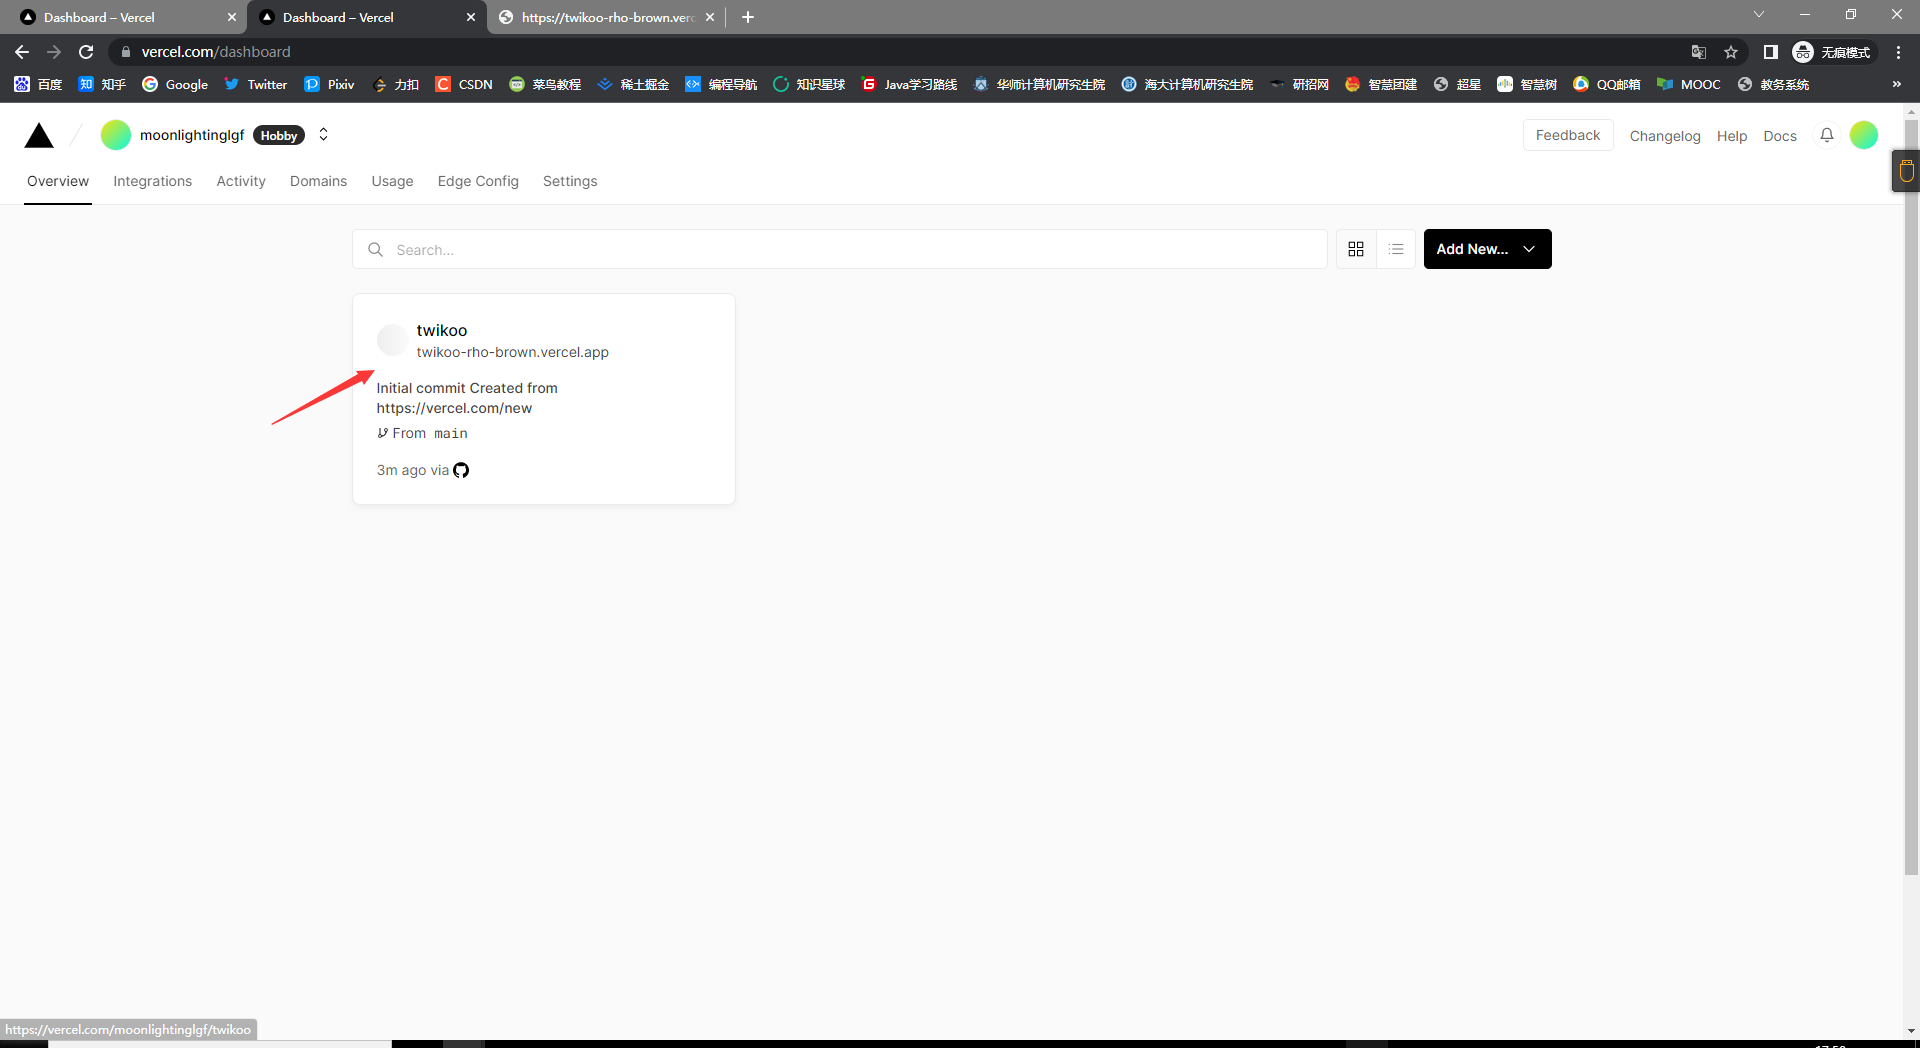 Dashboard – Vercel
Dashboard – Vercel
https://twikoo-rho-brown.verc
vercel.com/dashboard
无痕模式
百度 知乎 Google Twitter Pixiv 力扣 CSDN 菜鸟教程 稀土掘金 编程导航 知识星球 Java学习路线 华师计算机研究生院 海大计算机研究生院 研招网 智慧团建 超星 智慧树 QQ邮箱 MOOC 教务系统 »
moonlightinglgf Hobby
Feedback Changelog Help Docs
Overview Integrations Activity Domains Usage Edge Config Settings
Search...
Add New...
twikoo
twikoo-rho-brown.vercel.app
Initial commit Created from
https://vercel.com/new
From main
3m ago via
https://vercel.com/moonlightinglgf/twikoo